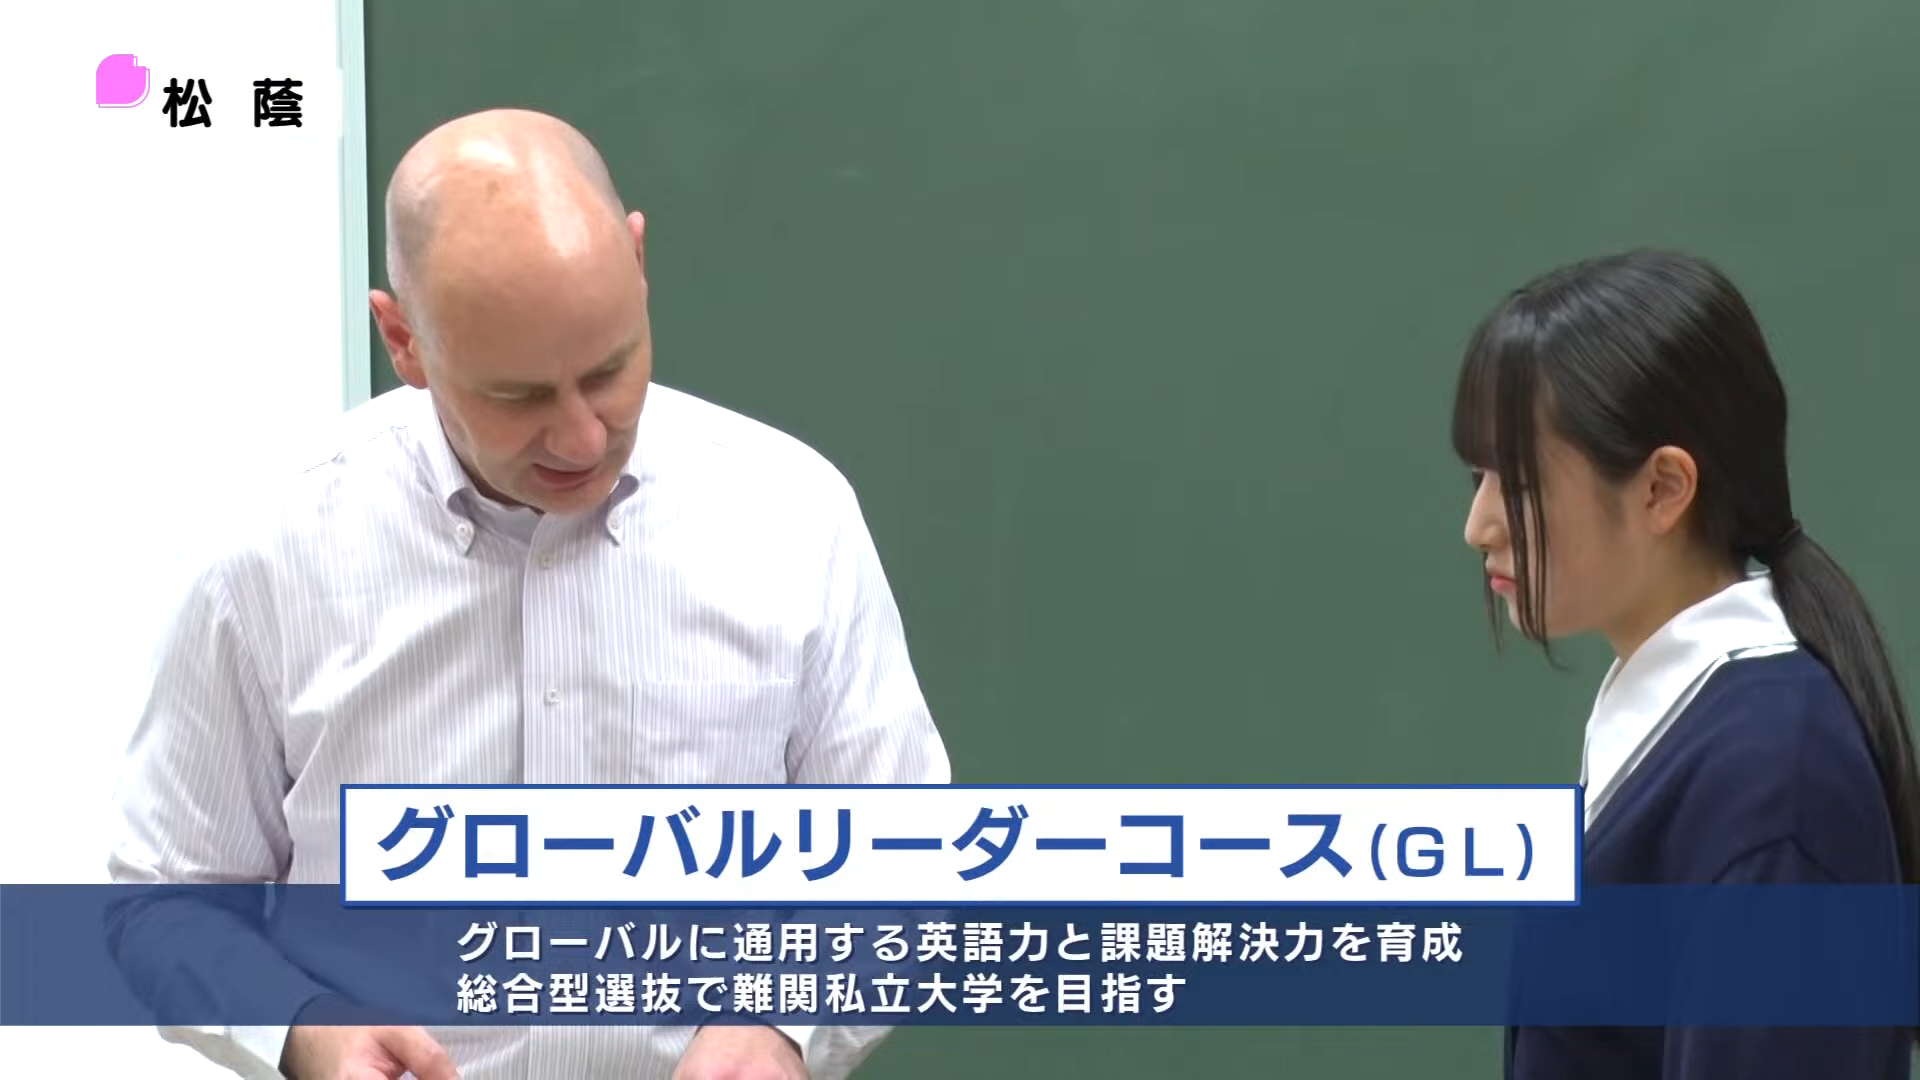 松 蔭
グローバルリーダーコース(GL)
グローバルに通用する英語力と課題解決力を育成
総合型選抜で難関私立大学を目指す